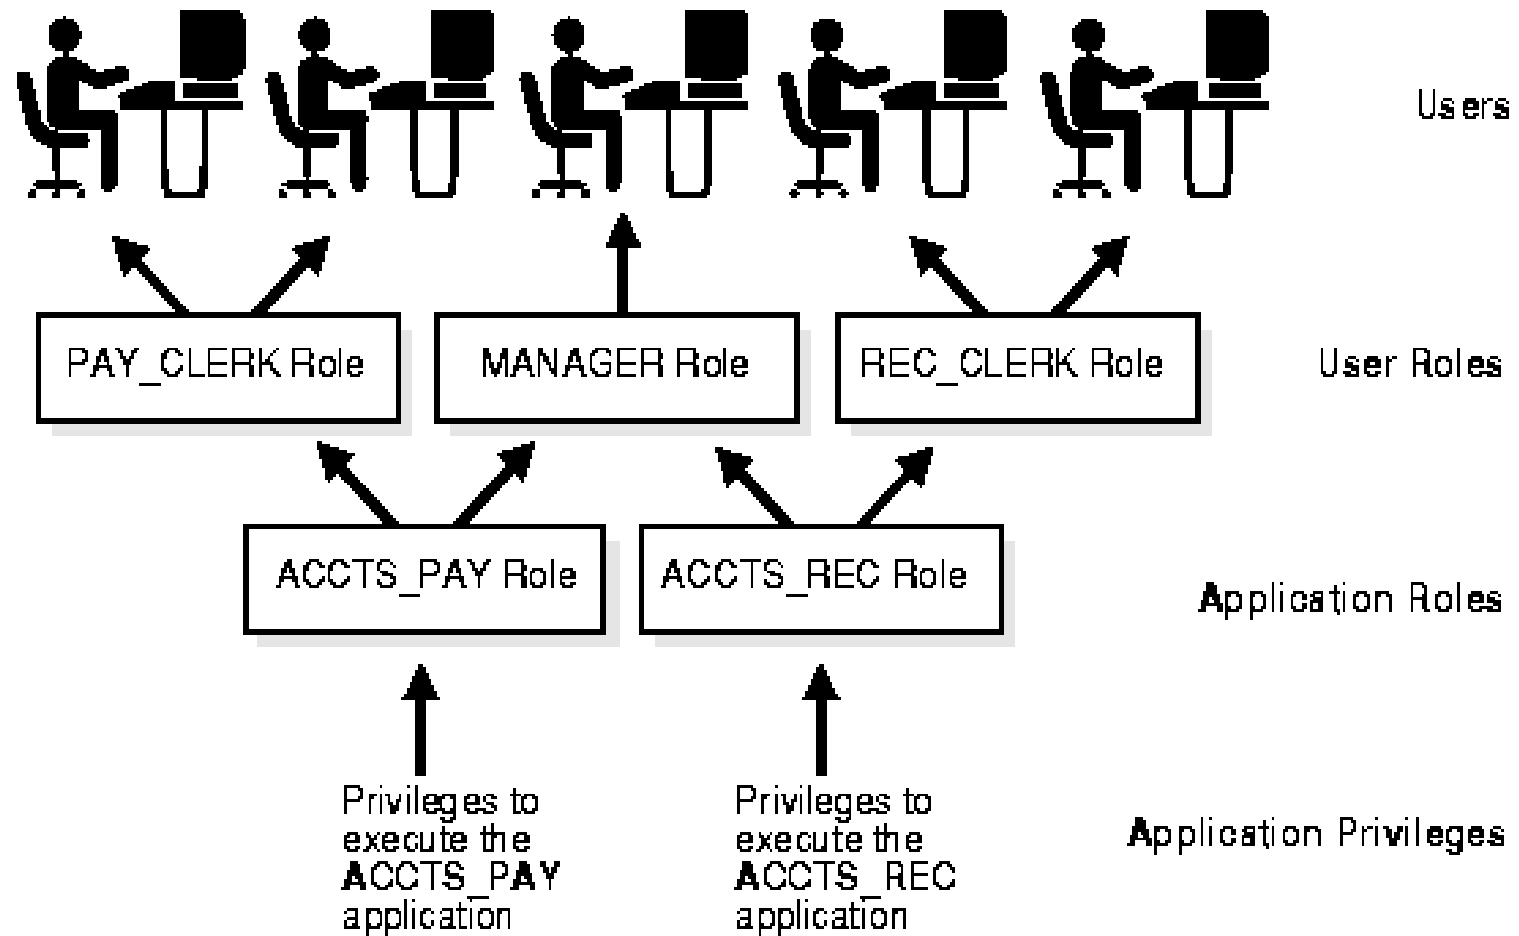 Users
PAY_CLERK Role
MANAGER Role
REC_CLERK Role
User Roles
ACCTS_PAY Role
ACCTS_REC Role
Application Roles
Privileges to
execute the
ACCTS_PAY
application
Privileges to
execute the
ACCTS_REC
application
Application Privileges